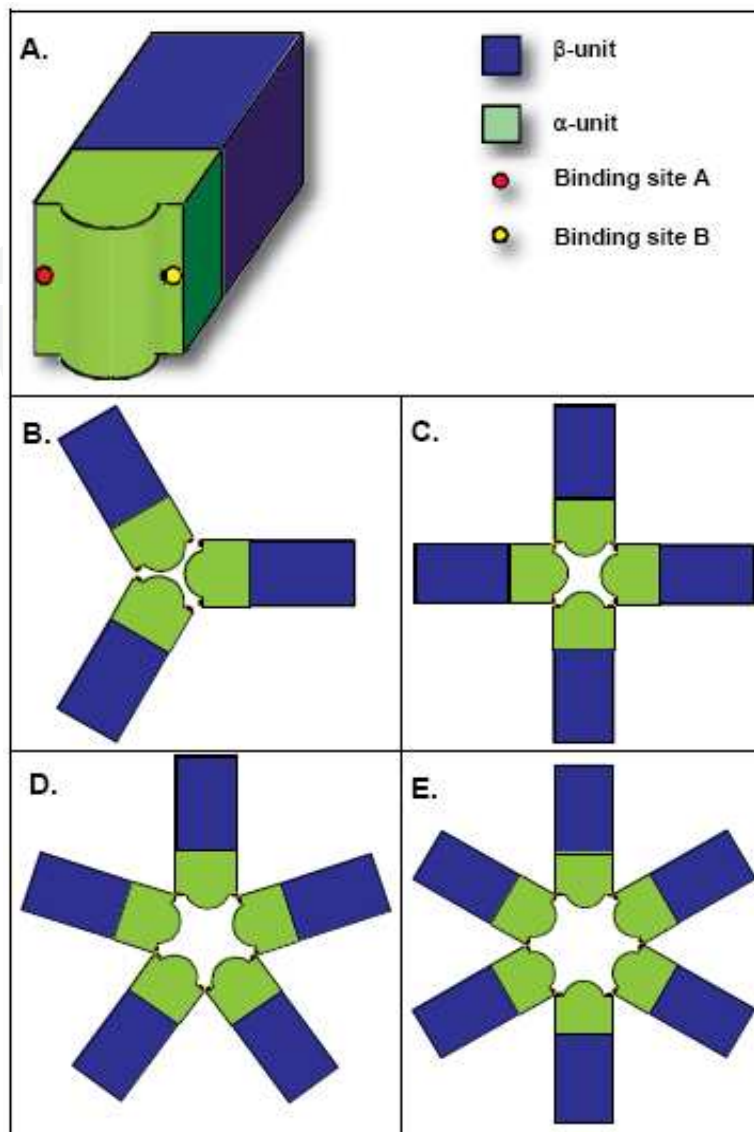 A.
β-unit
α-unit
Binding site A
Binding site B
B.
C.
D.
E.